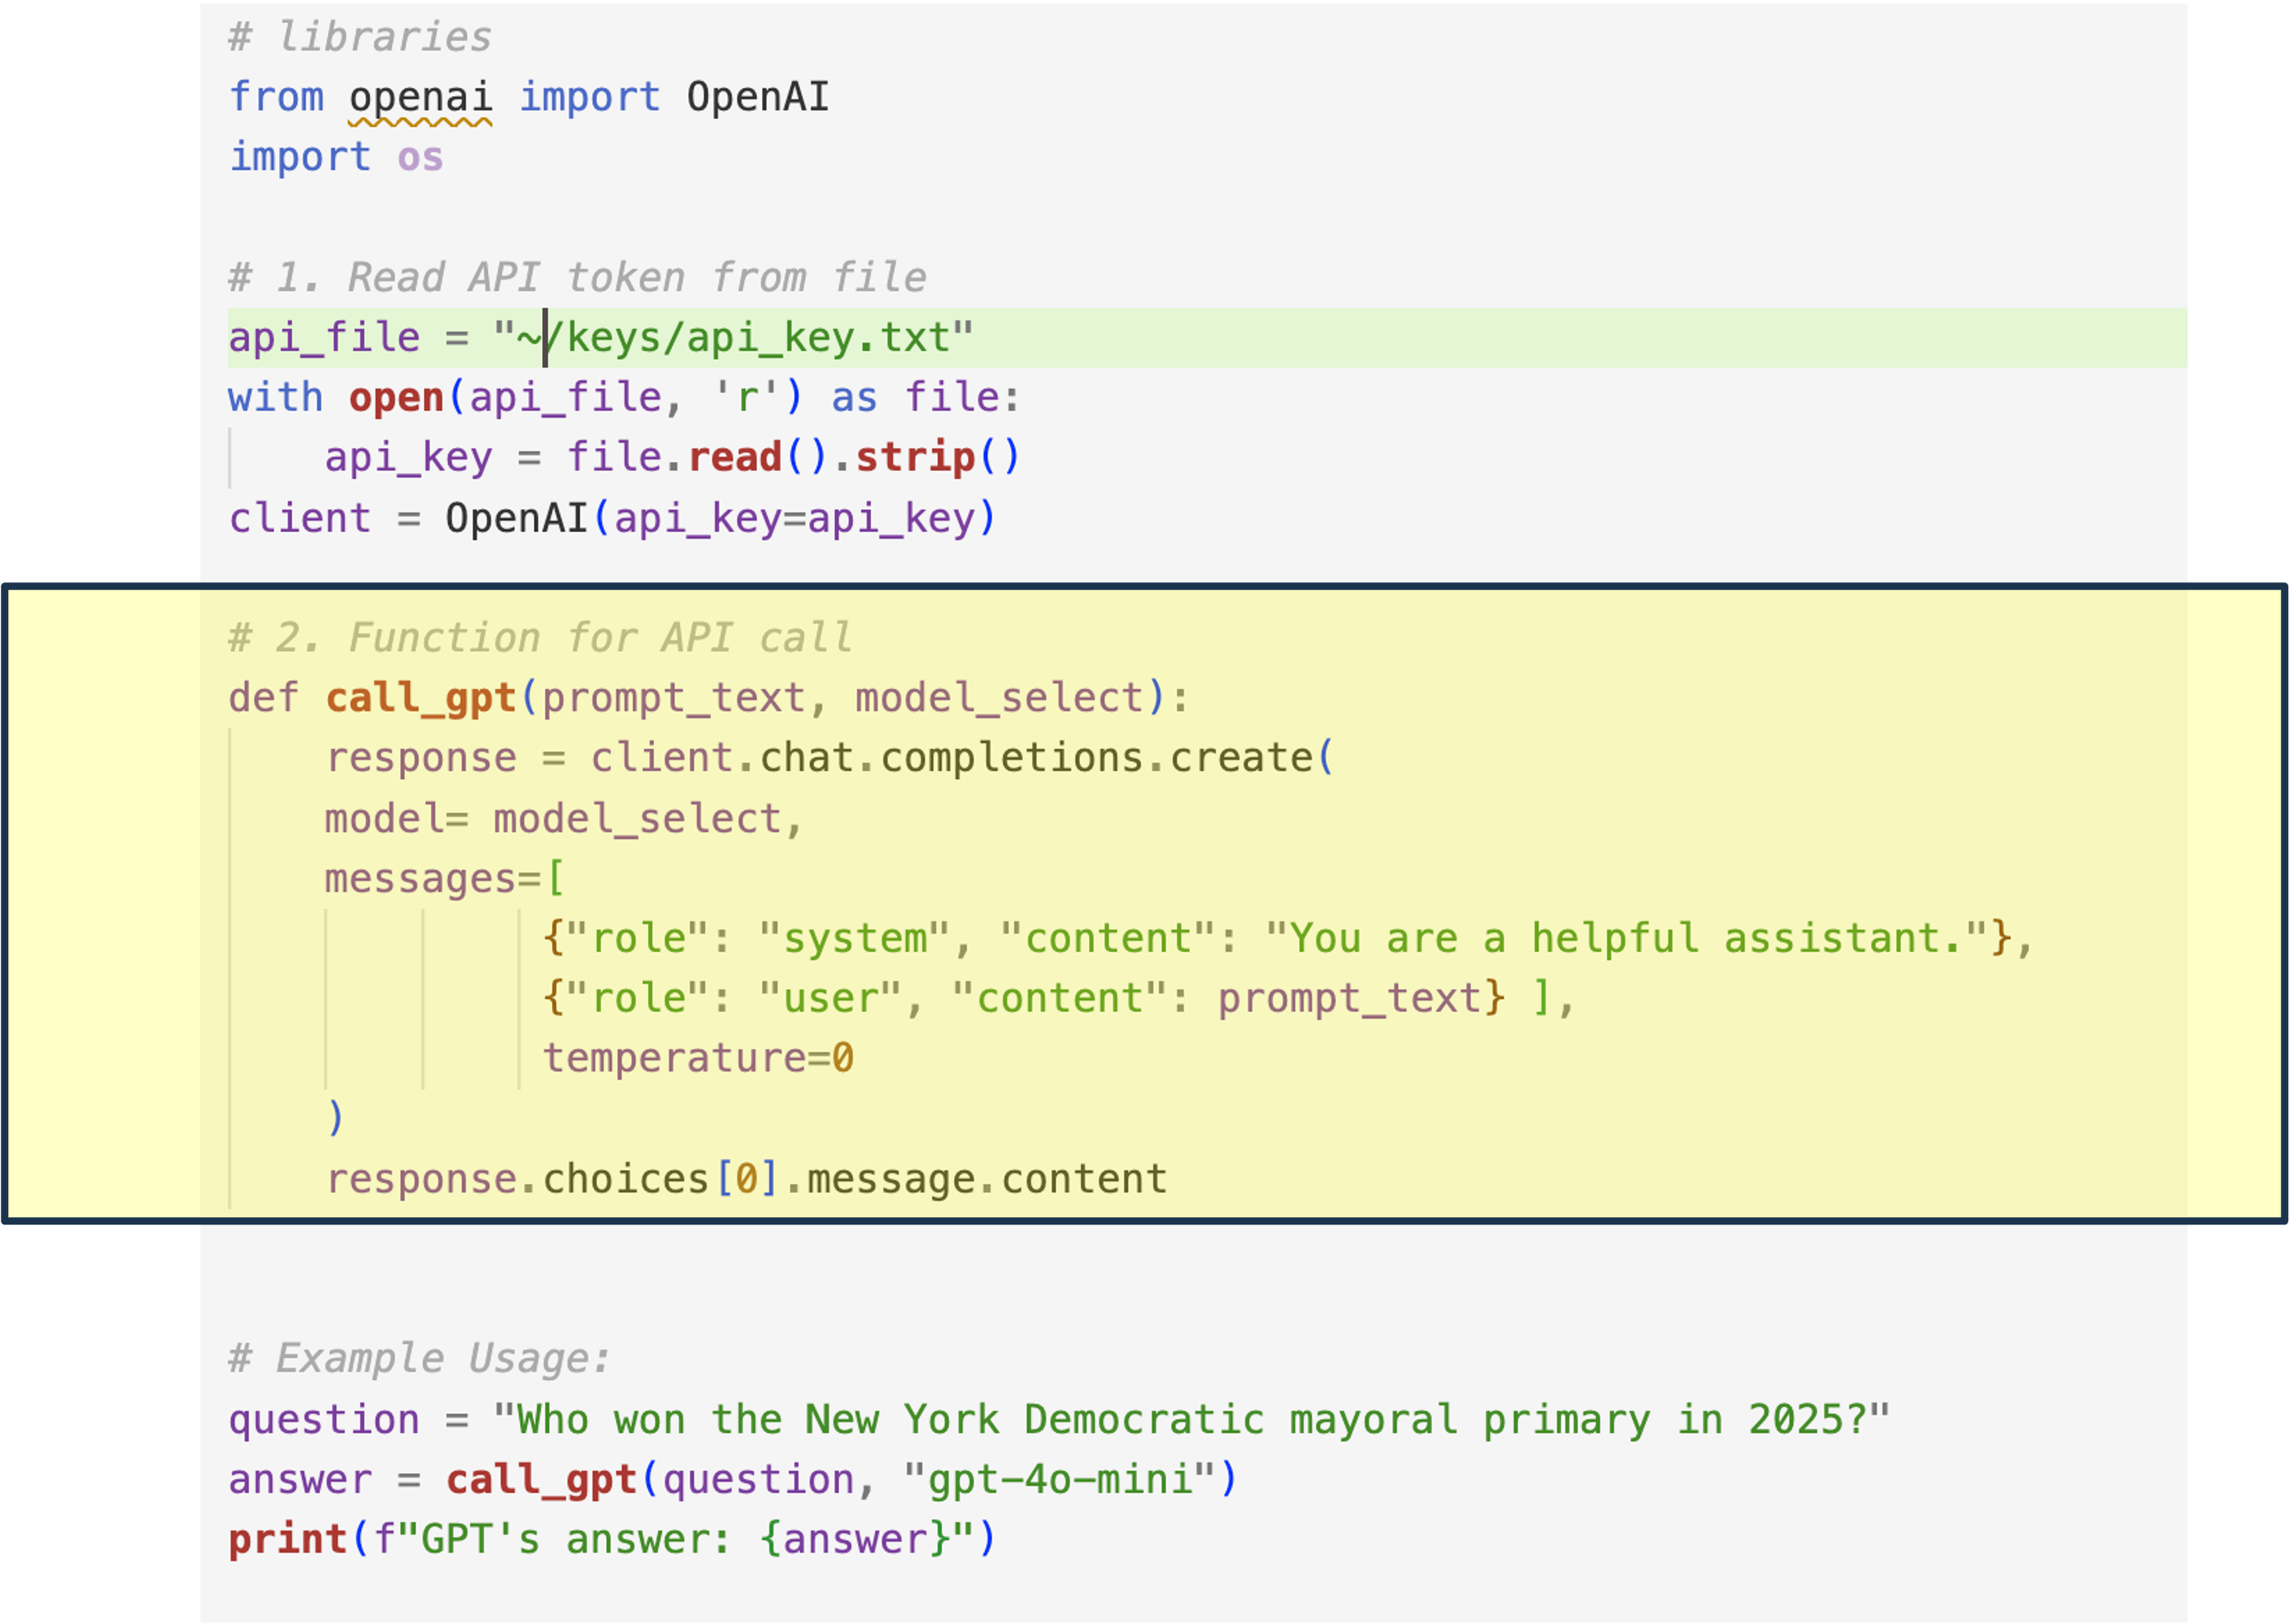 # libraries
from openai import OpenAI
import os
# 1. Read API token from file
api_file = "~/keys/api_key.txt"
with open(api_file, 'r') as file:
    api_key = file.read().strip()
client = OpenAI(api_key=api_key)
# 2. Function for API call
def call_gpt(prompt_text, model_select):
    response = client.chat.completions.create(
    model= model_select,
    messages=[
             {"role": "system", "content": "You are a helpful assistant."},
             {"role": "user", "content": prompt_text} ],
             temperature=0
    )
    response.choices[0].message.content
# Example Usage:
question = "Who won the New York Democratic mayoral primary in 2025?"
answer = call_gpt(question, "gpt-4o-mini")
print(f"GPT's answer: {answer}")